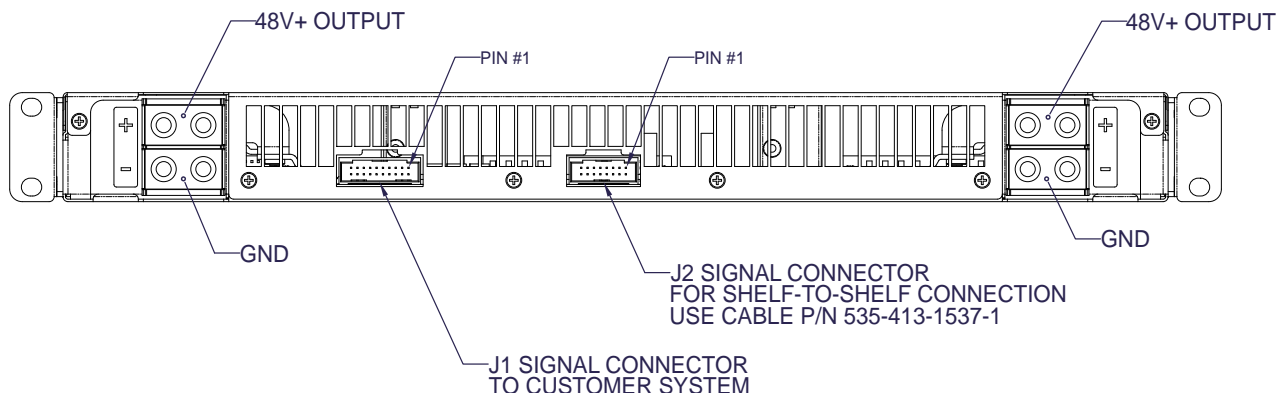 48V+ OUTPUT
48V+ OUTPUT
PIN #1
PIN #1
+
+
-
-
GND
GND
J2 SIGNAL CONNECTOR
FOR SHELF-TO-SHELF CONNECTION
USE CABLE P/N 535-413-1537-1
J1 SIGNAL CONNECTOR
TO CUSTOMER SYSTEM